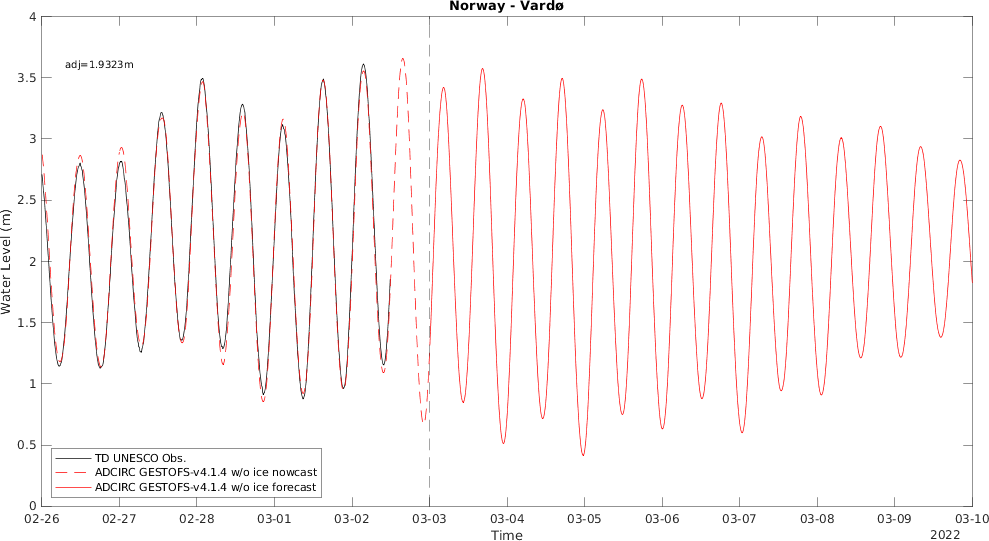 Norway - Vardø
adj=1.9323m
4
3.5
3
2.5
2
1.5
1
0.5
0
Water Level (m)
TD UNESCO Obs.
ADCIRC GESTOFS-v4.1.4 w/o ice nowcast
ADCIRC GESTOFS-v4.1.4 w/o ice forecast
02-26 02-27 02-28 03-01 03-02 03-03 03-04 03-05 03-06 03-07 03-08 03-09 03-10
Time
2022